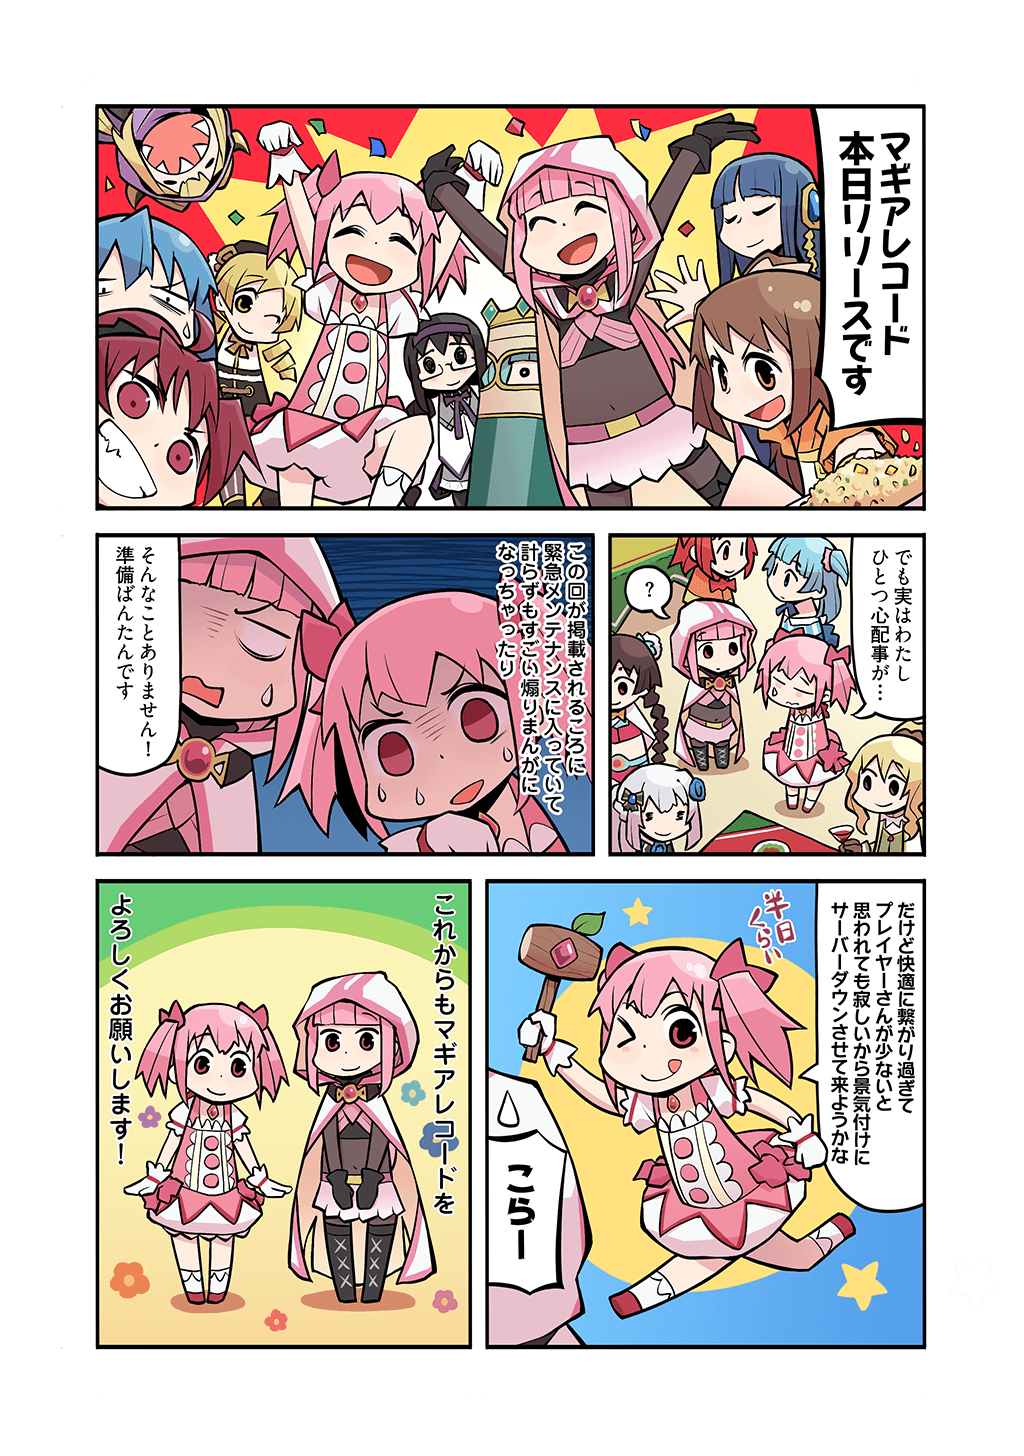 マギアレコード
本日リリースです
でも実はわたし
ひとつ心配事が…
？
この回が掲載されるころに
緊急メンテナンスに入っていて
計らずもすごい煽りまんがに
なっちゃったり
そんなことありません！
準備ばんたんです
だけど快適に繋がり過ぎて
プレイヤーさんが少ないと
思われても寂しいから景気付けに
サーバーダウンさせて来ようかな
半日
くらい
こらー
これからもマギアレコードを
よろしくお願いします！